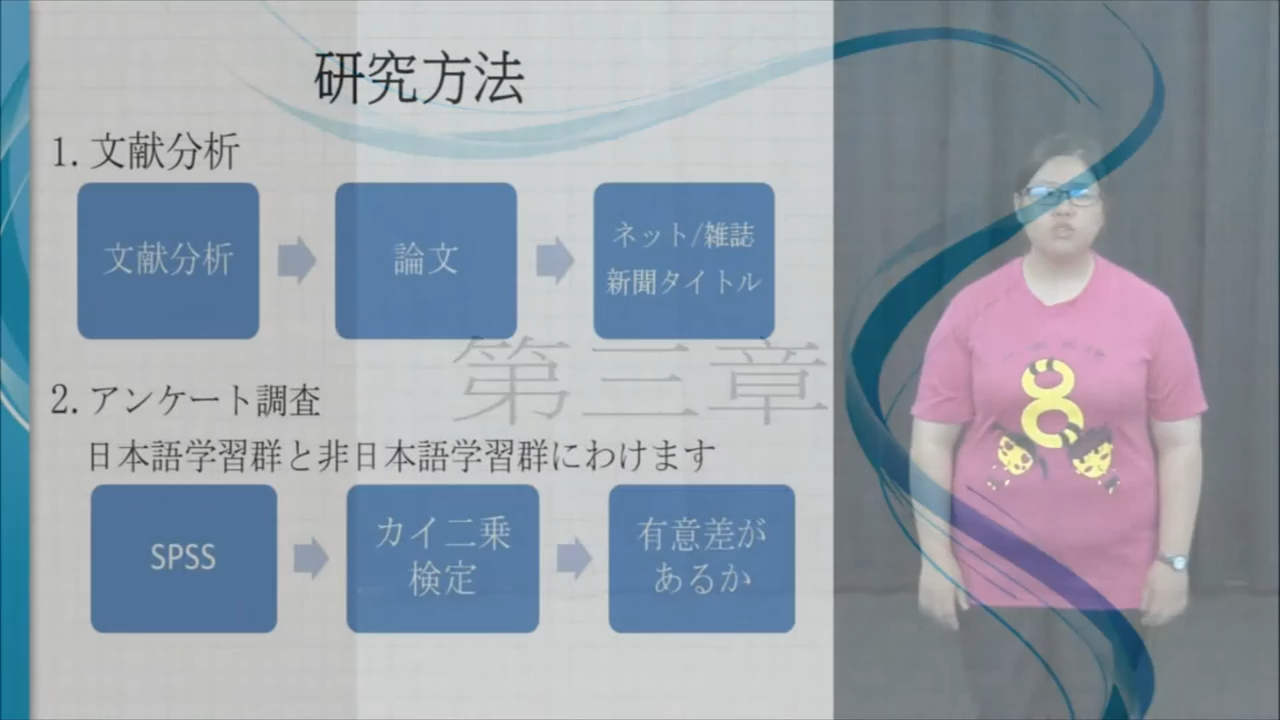 研究方法
1. 文献分析
文献分析
論文
ネット/雑誌
新聞タイトル
第三章
2. アンケート調査
日本語学習群と非日本語学習群にわけます
SPSS
カイ二乗
検定
有意差が
あるか
8